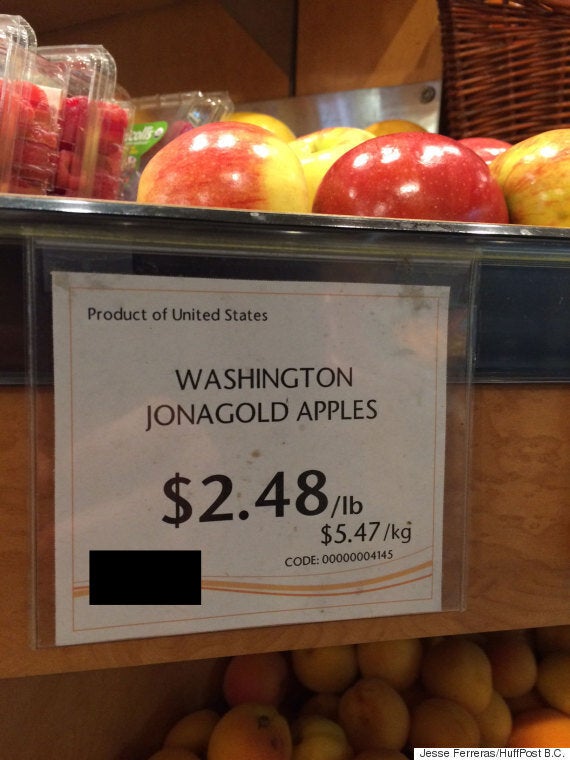 Product of United States
WASHINGTON
JONAGOLD APPLES
$2.48/lb
$5.47/kg
CODE: 00000004145
Jesse Ferreras/HuffPost B.C.